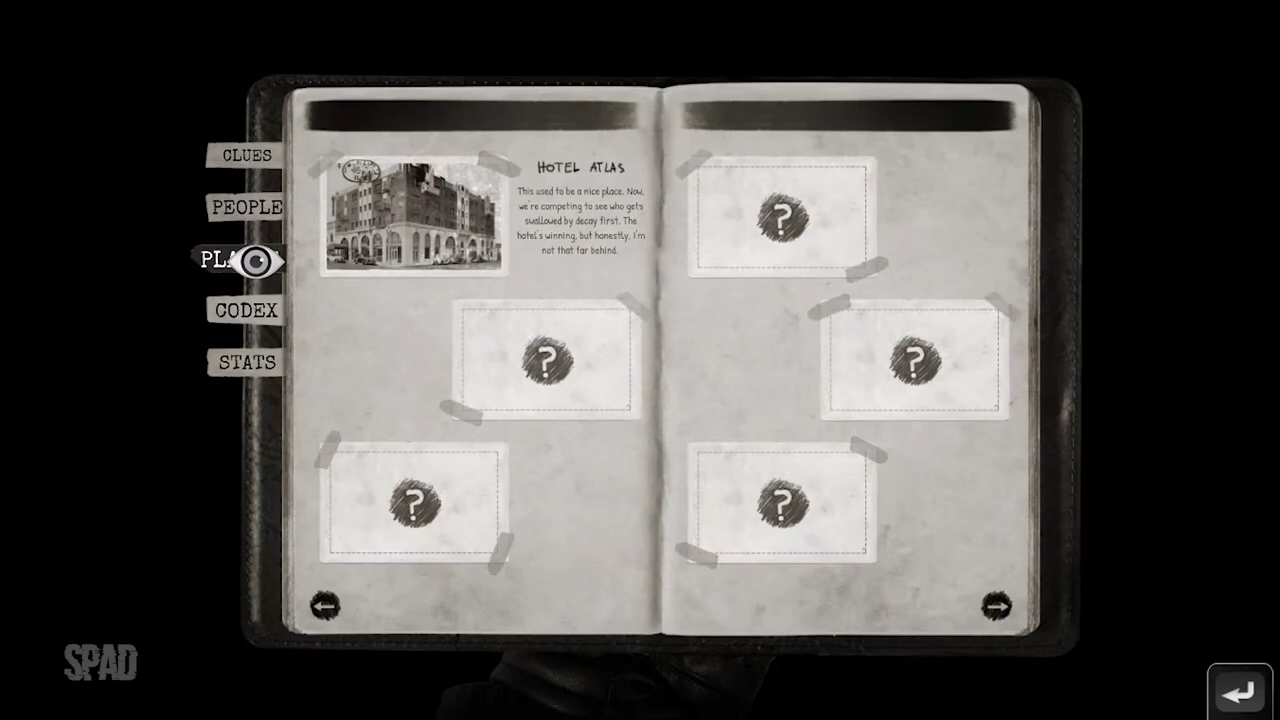 CLUES
PEOPLE
CODEX
STATS
HOTEL ATLAS
This used to be a nice place. Now,
we're competing to see who gets
swallowed by decay first. The
hotel's winning, but honestly, I'm
not that far behind.
?
?
?
?
?
SPAD